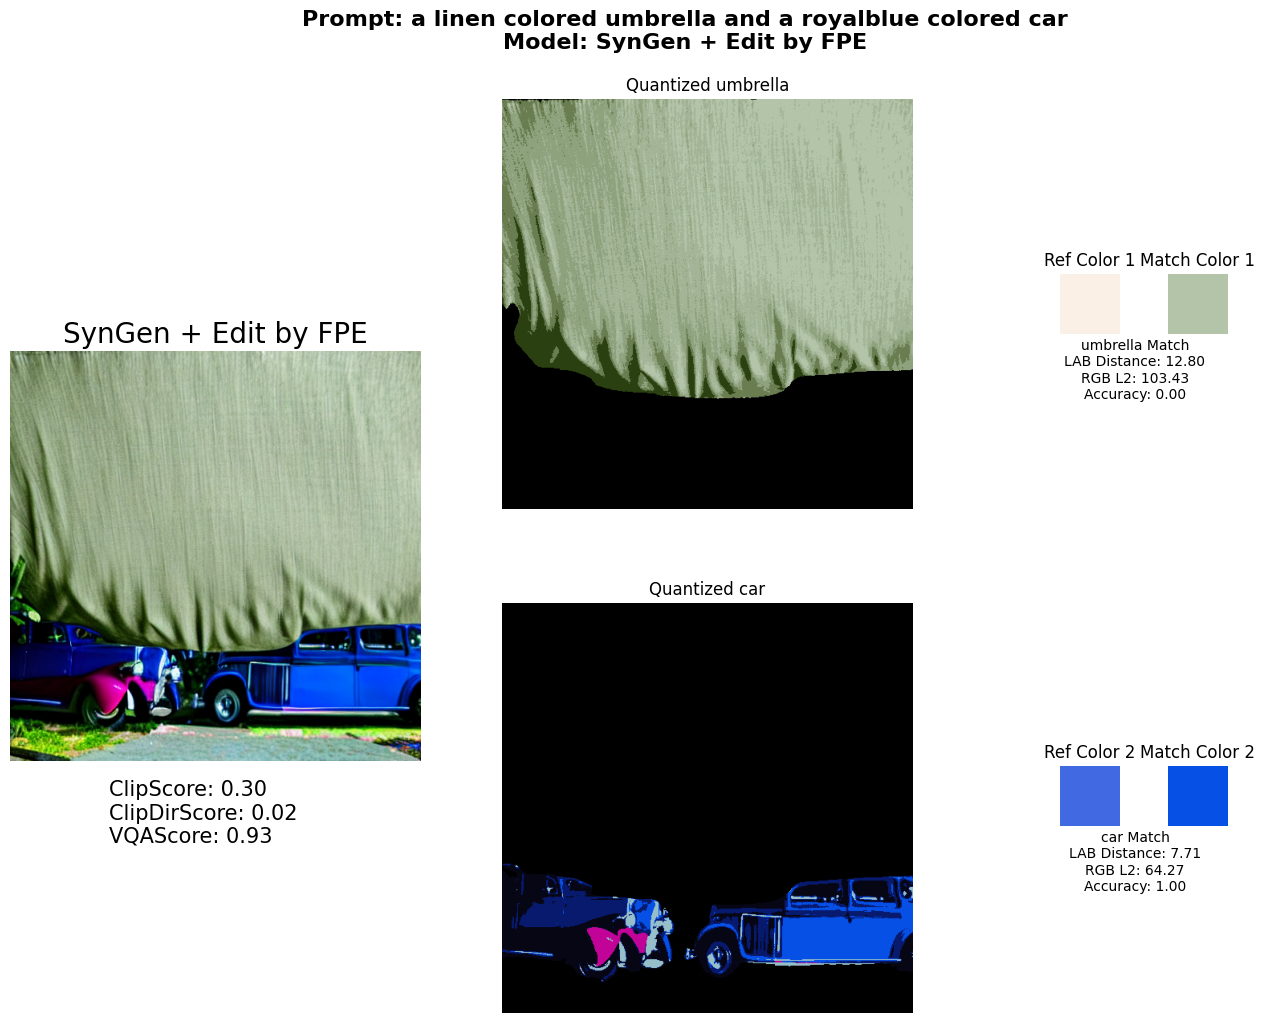 Prompt: a linen colored umbrella and a royalblue colored car
Model: SynGen + Edit by FPE
SynGen + Edit by FPE
ClipScore: 0.30
ClipDirScore: 0.02
VQAScore: 0.93
Quantized umbrella
Ref Color 1 Match Color 1
umbrella Match
LAB Distance: 12.80
RGB L2: 103.43
Accuracy: 0.00
Quantized car
Ref Color 2 Match Color 2
car Match
LAB Distance: 7.71
RGB L2: 64.27
Accuracy: 1.00